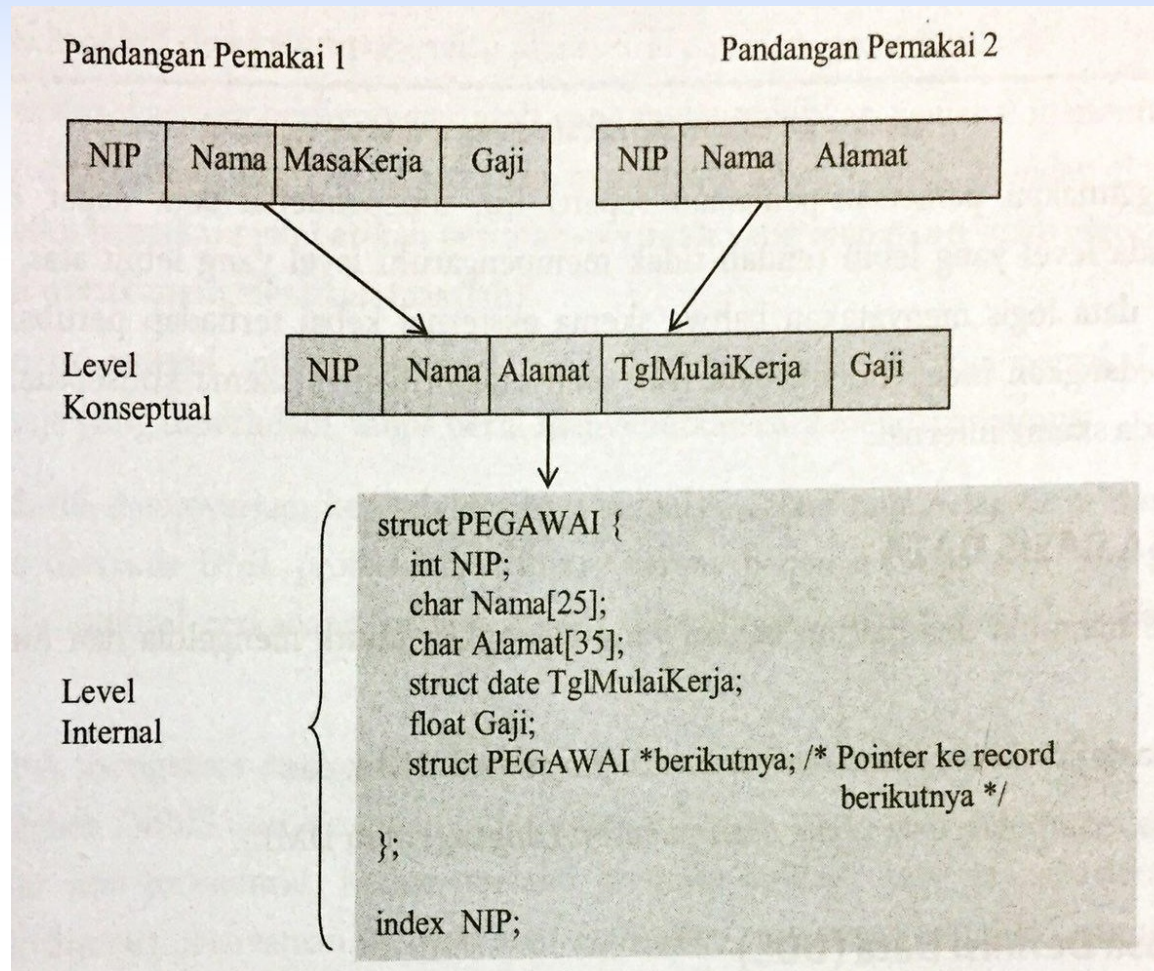 Pandangan Pemakai 1
Pandangan Pemakai 2
NIP Nama MasaKerja Gaji
NIP Nama Alamat
Level
Konseptual
NIP Nama Alamat TglMulaiKerja Gaji
Level
Internal
struct PEGAWAI {
int NIP;
char Nama[25];
char Alamat[35];
struct date TglMulaiKerja;
float Gaji;
struct PEGAWAI *berikutnya; /* Pointer ke record
berikutnya */
};
index NIP;